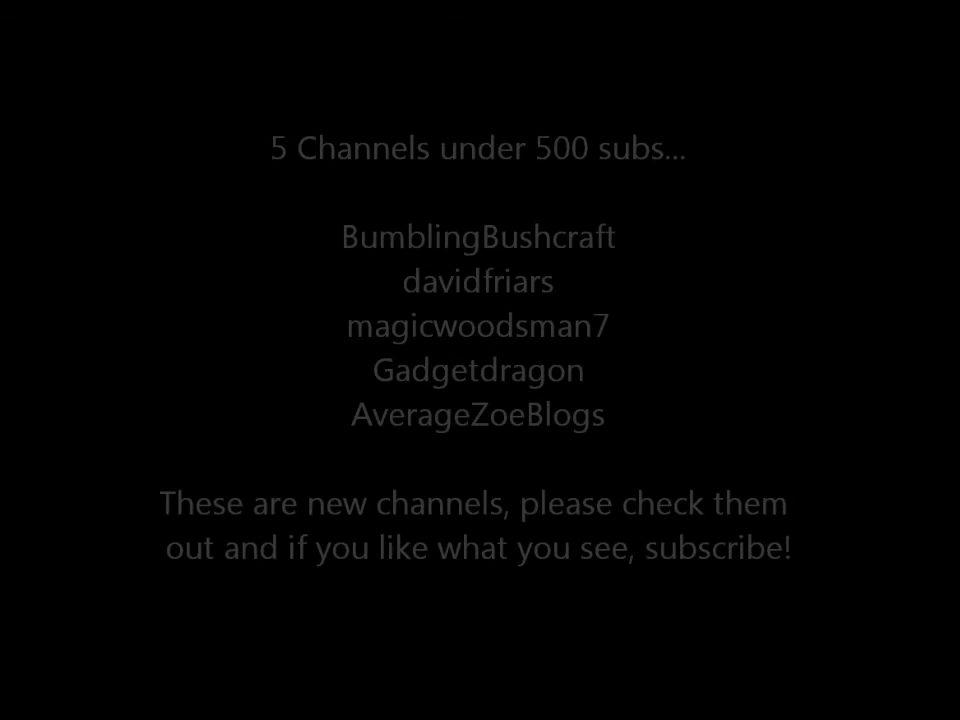 5 Channels under 500 subs...
BumblingBushcraft
davidfriars
magicwoodsman7
Gadgetdragon
AverageZoeBlogs
These are new channels, please check them
out and if you like what you see, subscribe!